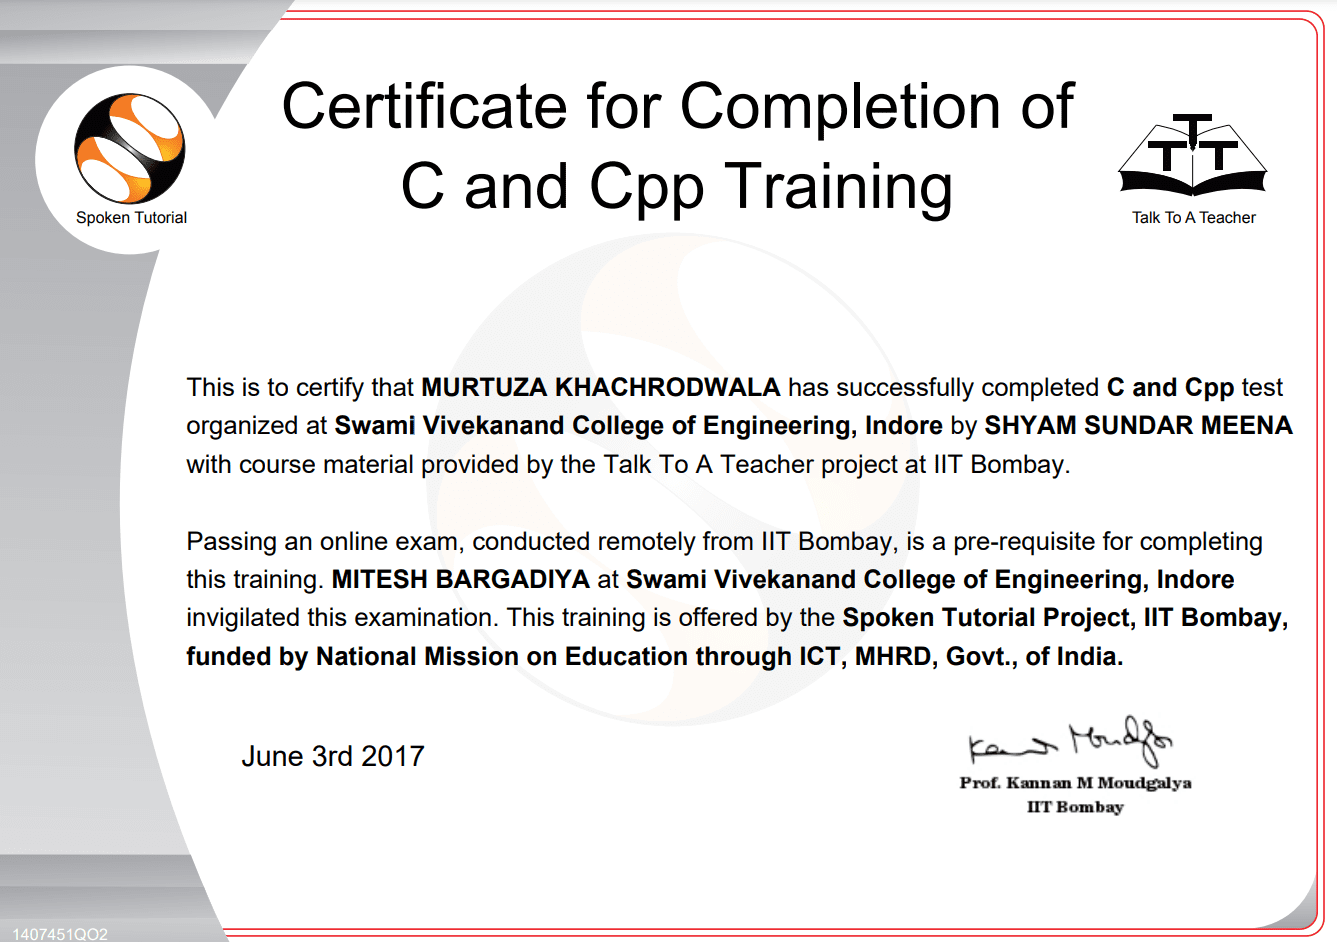 Certificate for Completion of
C and Cpp Training
Spoken Tutorial
TTT
Talk To A Teacher
This is to certify that MURTUZA KHACHRODWALA has successfully completed C and Cpp test
organized at Swami Vivekanand College of Engineering, Indore by SHYAM SUNDAR MEENA
with course material provided by the Talk To A Teacher project at IIT Bombay.
Passing an online exam, conducted remotely from IIT Bombay, is a pre-requisite for completing
this training. MITESH BARGADIYA at Swami Vivekanand College of Engineering, Indore
invigilated this examination. This training is offered by the Spoken Tutorial Project, IIT Bombay,
funded by National Mission on Education through ICT, MHRD, Govt., of India.
June 3rd 2017
Kannan Moudgalya
Prof. Kannan M Moudgalya
IIT Bombay
1407451QO2